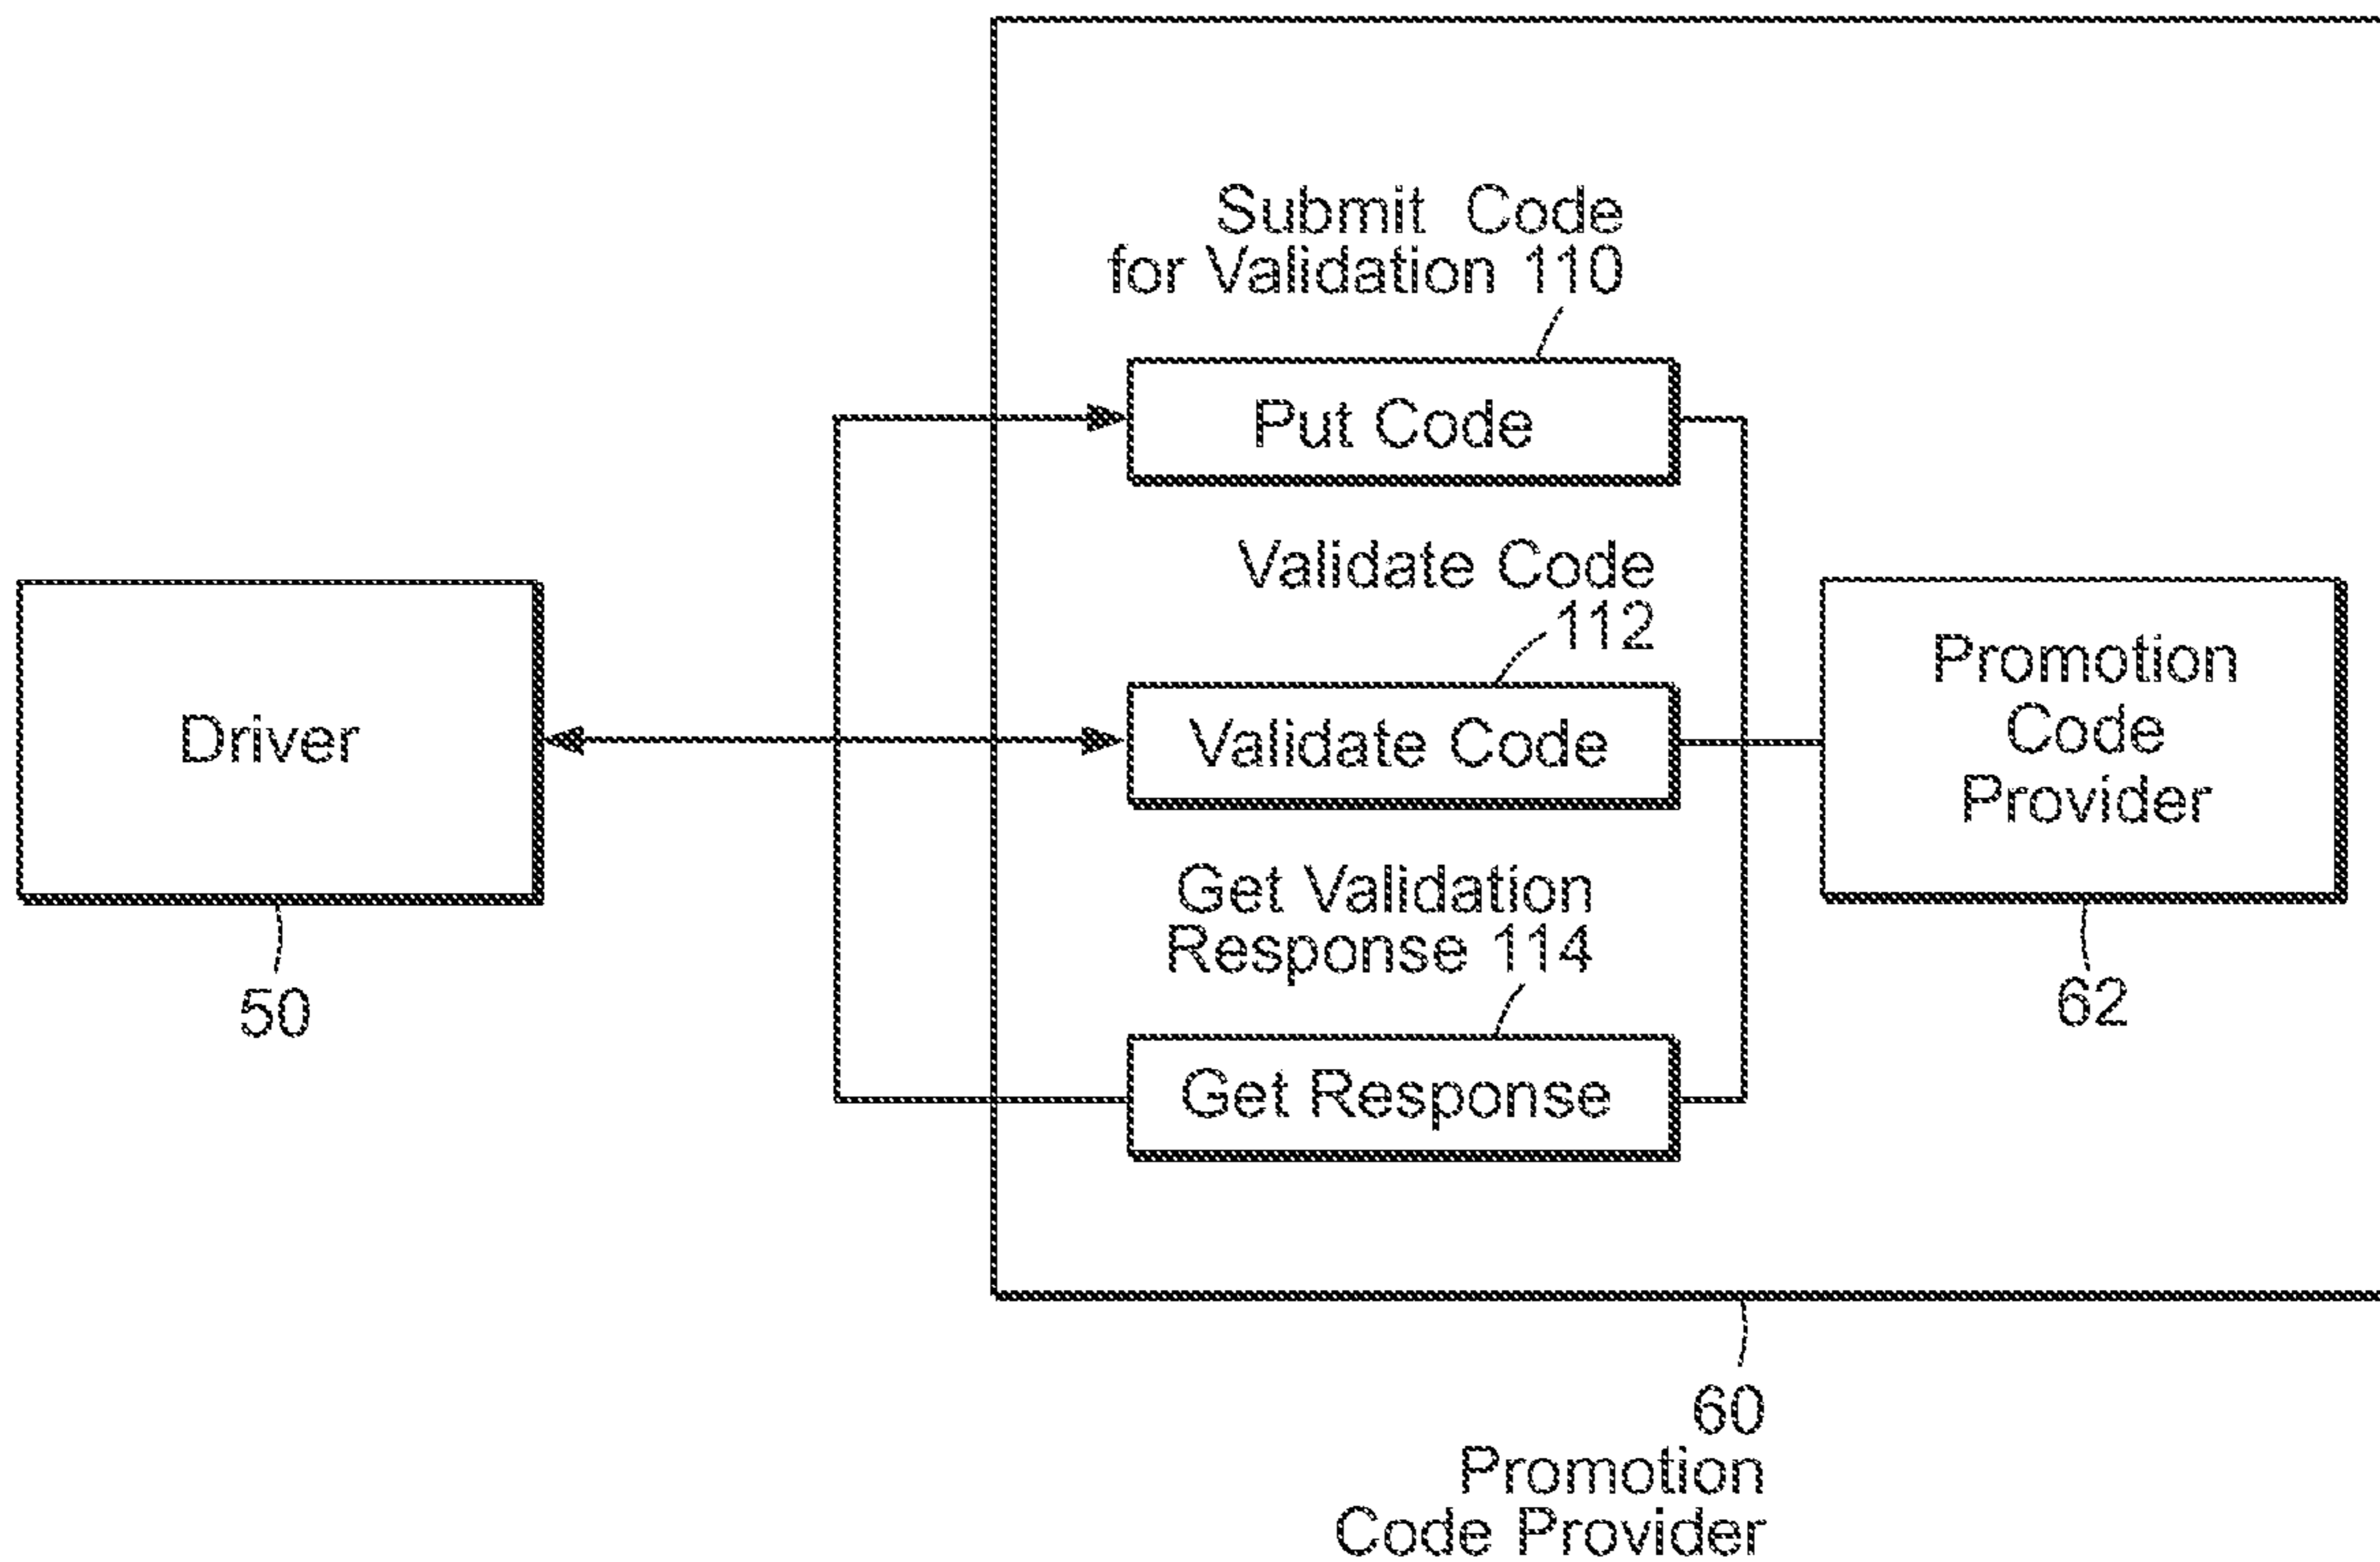 Submit Code
for Validation 110
Put Code
Validate Code
112
Driver
Validate Code
Promotion
Code
Provider
Get Validation
Response 114
50
62
Get Response
60
Promotion
Code Provider